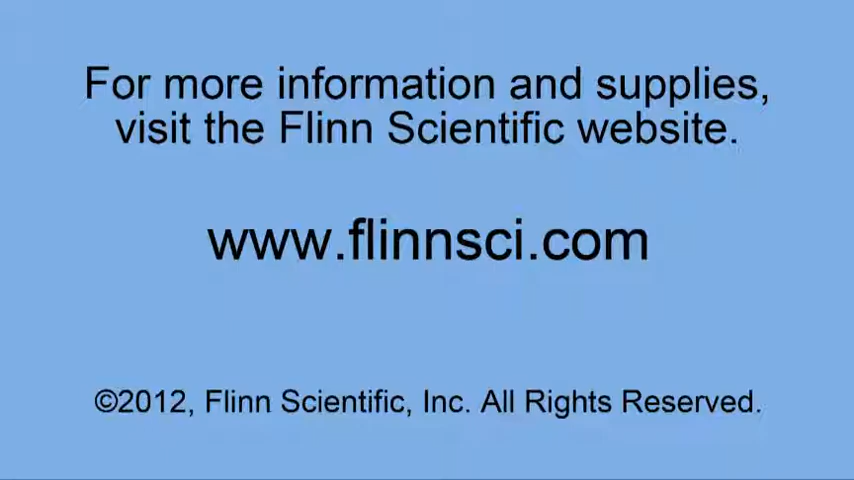 For more information and supplies,
visit the Flinn Scientific website.
www.flinnsci.com
©2012, Flinn Scientific, Inc. All Rights Reserved.